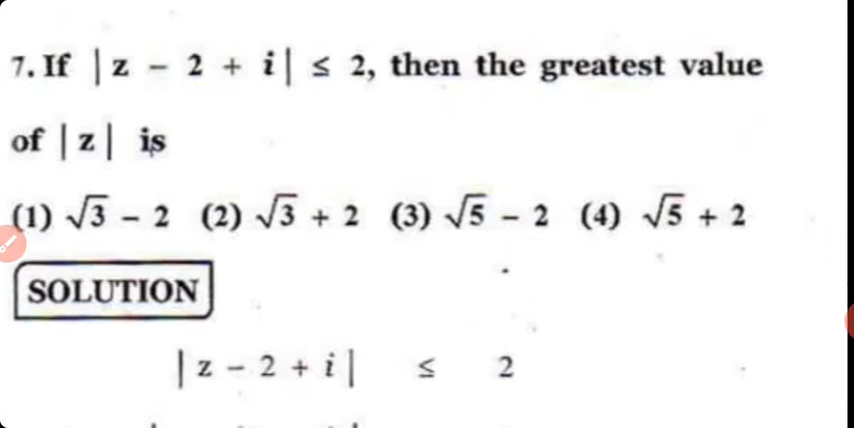 7. If | z - 2 + i | ≤ 2, then the greatest value
of | z | is
(1) √3 - 2 (2) √3 + 2 (3) √5 - 2 (4) √5 + 2
SOLUTION
| z - 2 + i | ≤ 2